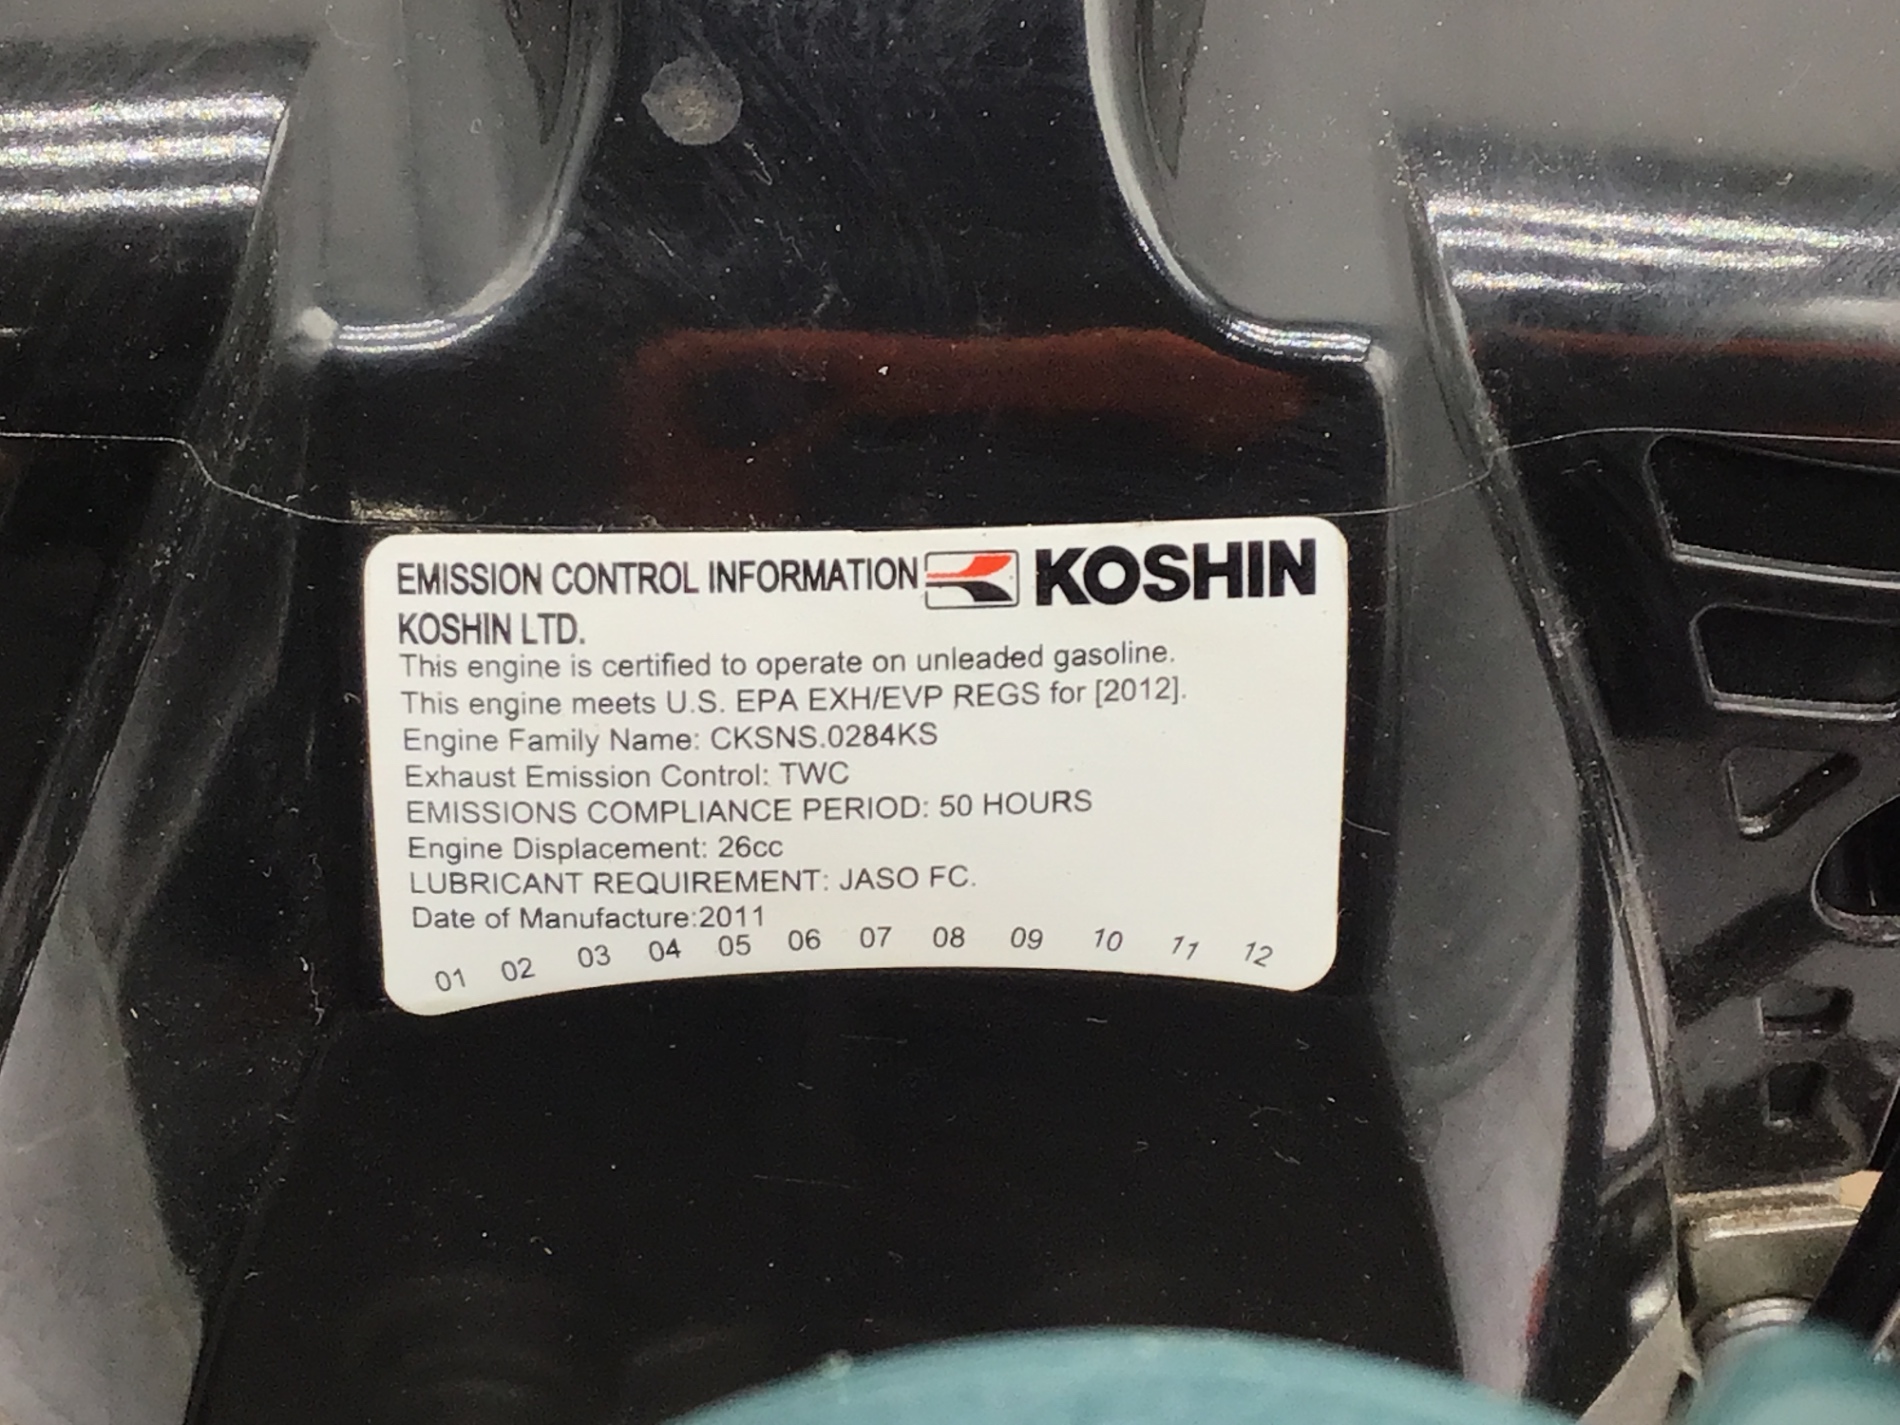 EMISSION CONTROL INFORMATION KOSHIN
KOSHIN LTD.
This engine is certified to operate on unleaded gasoline.
This engine meets U.S. EPA EXH/EVP REGS for [2012].
Engine Family Name: CKSNS.0284KS
Exhaust Emission Control: TWC
EMISSIONS COMPLIANCE PERIOD: 50 HOURS
Engine Displacement: 26cc
LUBRICANT REQUIREMENT: JASO FC.
Date of Manufacture:2011
01 02 03 04 05 06 07 08 09 10 11 12